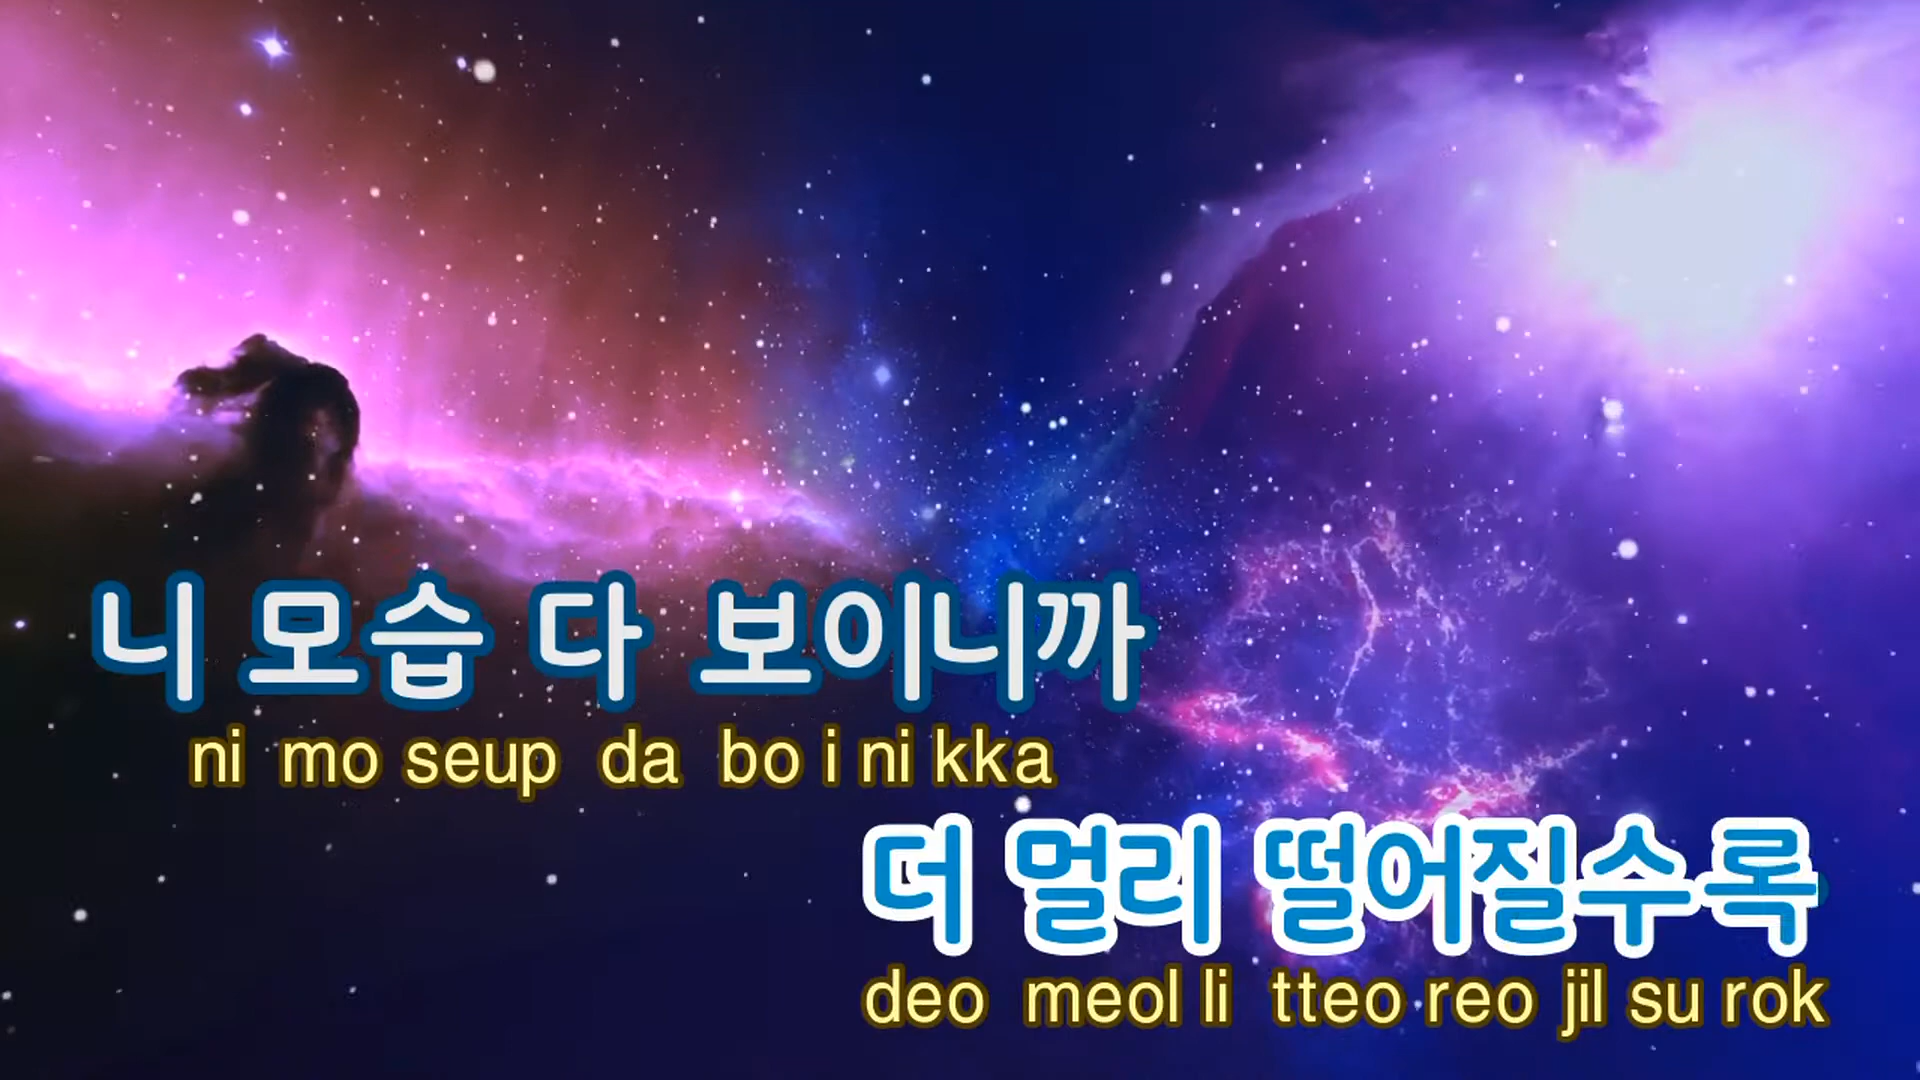 니 모습 다 보이니까
ni mo seup da bo i ni kka
더 멀리 떨어질수록
deo meol li tteo reo jil su rok